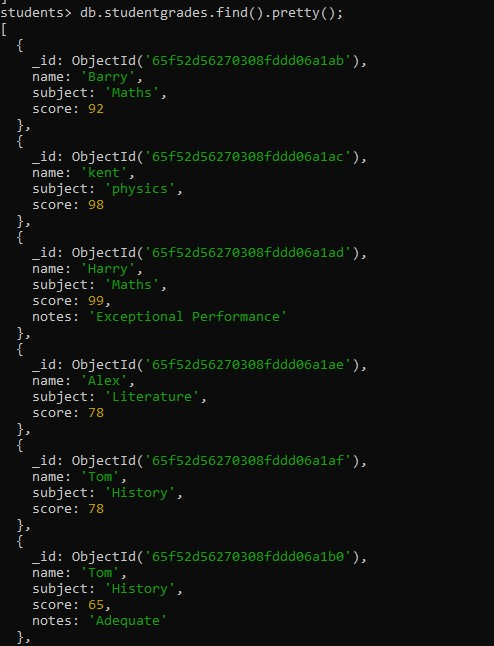 students> db.studentgrades.find().pretty();
[
  {
    _id: ObjectId('65f52d56270308fddd06a1ab'),
    name: 'Barry',
    subject: 'Maths',
    score: 92
  },
  {
    _id: ObjectId('65f52d56270308fddd06a1ac'),
    name: 'kent',
    subject: 'physics',
    score: 98
  },
  {
    _id: ObjectId('65f52d56270308fddd06a1ad'),
    name: 'Harry',
    subject: 'Maths',
    score: 99,
    notes: 'Exceptional Performance'
  },
  {
    _id: ObjectId('65f52d56270308fddd06a1ae'),
    name: 'Alex',
    subject: 'Literature',
    score: 78
  },
  {
    _id: ObjectId('65f52d56270308fddd06a1af'),
    name: 'Tom',
    subject: 'History',
    score: 78
  },
  {
    _id: ObjectId('65f52d56270308fddd06a1b0'),
    name: 'Tom',
    subject: 'History',
    score: 65,
    notes: 'Adequate'
  },